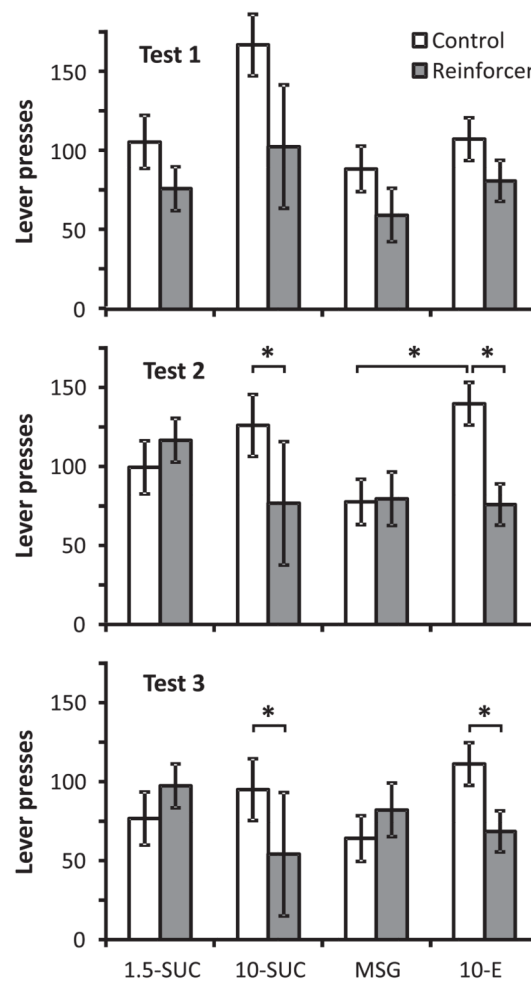 Test 1
Control
Reinforcer
Lever presses
150
100
50
0
*
*
*
Test 2
Lever presses
150
100
50
0
*
*
Test 3
Lever presses
150
100
50
0
1.5-SUC 10-SUC MSG 10-E